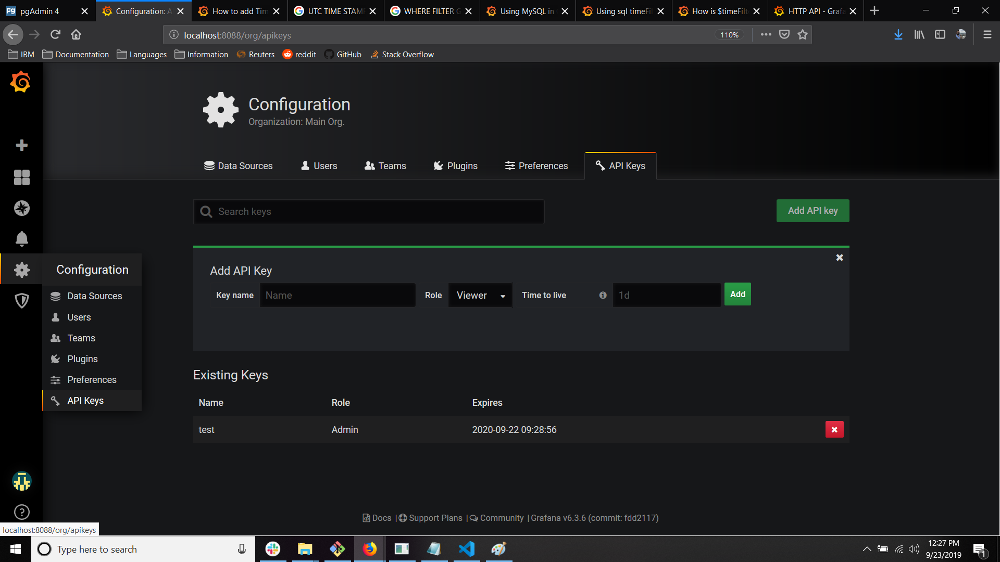 pgAdmin 4
Configuration: A
How to add Tim
UTC TIME STAM
WHERE FILTER G
Using MySQL in
Using sql timeFil
How is $timeFilt
HTTP API - Grafa
localhost:8088/org/apikeys
110%
IBM
Documentation
Languages
Information
Reuters
reddit
GitHub
Stack Overflow
Configuration
Organization: Main Org.
Data Sources
Users
Teams
Plugins
Preferences
API Keys
Search keys
Add API key
Add API Key
Key name
Name
Role
Viewer
Time to live
1d
Add
Configuration
Data Sources
Users
Teams
Plugins
Preferences
API Keys
Existing Keys
Name Role Expires
test Admin 2020-09-22 09:28:56
Docs | Support Plans | Community | Grafana v6.3.6 (commit: fdd2117)
localhost:8088/org/apikeys
Type here to search
12:27 PM
9/23/2019
1